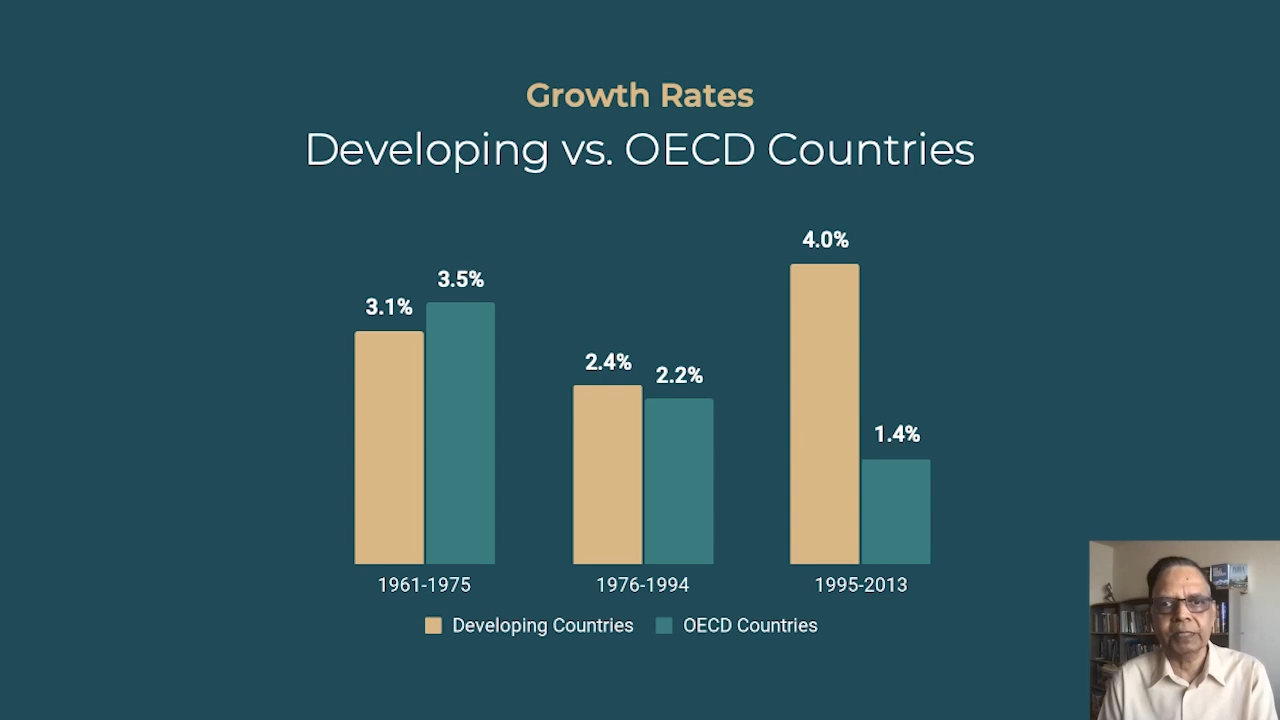 Growth Rates
Developing vs. OECD Countries
4.0%
3.5%
3.1%
2.4%
2.2%
1.4%
1961-1975
1976-1994
1995-2013
Developing Countries
OECD Countries